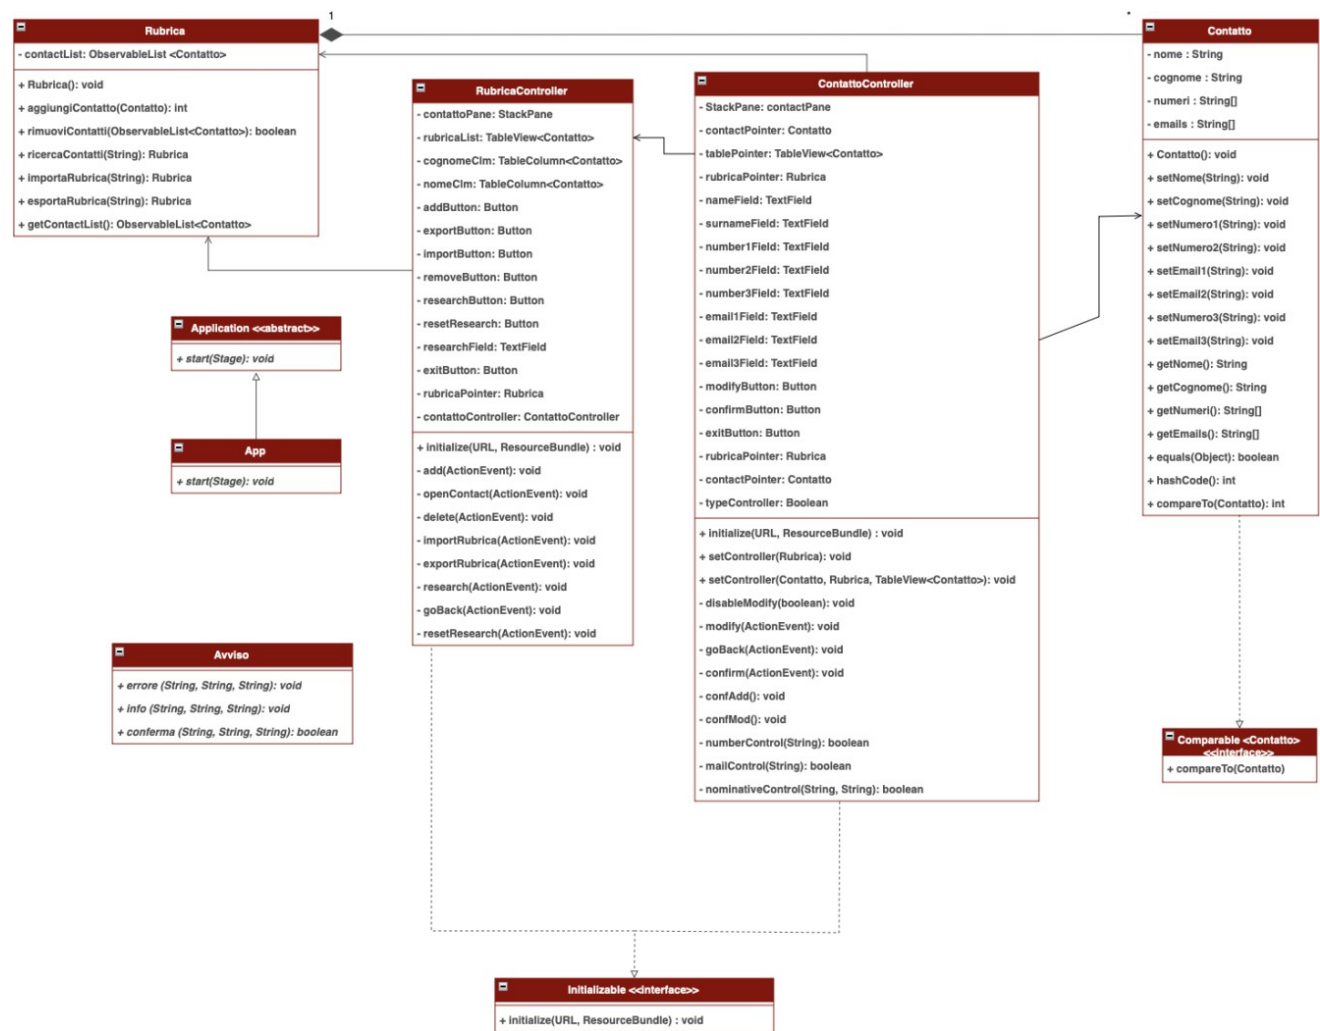 1
*
Rubrica
- contactList: ObservableList <Contatto>
+ Rubrica(): void
+ aggiungiContatto(Contatto): int
+ rimuoviContatti(ObservableList<Contatto>): boolean
+ ricercaContatti(String): Rubrica
+ importaRubrica(String): Rubrica
+ esportaRubrica(String): Rubrica
+ getContactList(): ObservableList<Contatto>
RubricaController
- contattoPane: StackPane
- rubricaList: TableView<Contatto>
- cognomeClm: TableColumn<Contatto>
- nomeClm: TableColumn<Contatto>
- addButton: Button
- exportButton: Button
- importButton: Button
- removeButton: Button
- researchButton: Button
- resetResearch: Button
- researchField: TextField
- exitButton: Button
- rubricaPointer: Rubrica
- contattoController: ContattoController
+ initialize(URL, ResourceBundle) : void
- add(ActionEvent): void
- openContact(ActionEvent): void
- delete(ActionEvent): void
- importRubrica(ActionEvent): void
- exportRubrica(ActionEvent): void
- research(ActionEvent): void
- goBack(ActionEvent): void
- resetResearch(ActionEvent): void
ContattoController
- StackPane: contactPane
- contactPointer: Contatto
- tablePointer: TableView<Contatto>
- rubricaPointer: Rubrica
- nameField: TextField
- surnameField: TextField
- number1Field: TextField
- number2Field: TextField
- number3Field: TextField
- email1Field: TextField
- email2Field: TextField
- email3Field: TextField
- modifyButton: Button
- confirmButton: Button
- exitButton: Button
- rubricaPointer: Rubrica
- contactPointer: Contatto
- typeController: Boolean
+ initialize(URL, ResourceBundle) : void
+ setController(Rubrica): void
+ setController(Contatto, Rubrica, TableView<Contatto>): void
- disableModify(boolean): void
- modify(ActionEvent): void
- goBack(ActionEvent): void
- confirm(ActionEvent): void
- confAdd(): void
- confMod(): void
- numberControl(String): boolean
- mailControl(String): boolean
- nominativeControl(String, String): boolean
Contatto
- nome : String
- cognome : String
- numeri : String[]
- emails : String[]
+ Contatto(): void
+ setNome(String): void
+ setCognome(String): void
+ setNumero1(String): void
+ setNumero2(String): void
+ setEmail1(String): void
+ setEmail2(String): void
+ setNumero3(String): void
+ setEmail3(String): void
+ getNome(): String
+ getCognome(): String
+ getNumeri(): String[]
+ getEmails(): String[]
+ equals(Object): boolean
+ hashCode(): int
+ compareTo(Contatto): int
Application <<abstract>>
+ start(Stage): void
App
+ start(Stage): void
Avviso
+ errore (String, String, String): void
+ info (String, String, String): void
+ conferma (String, String, String): boolean
Comparable <Contatto>
<<interface>>
+ compareTo(Contatto)
Initializable <<interface>>
+ initialize(URL, ResourceBundle) : void